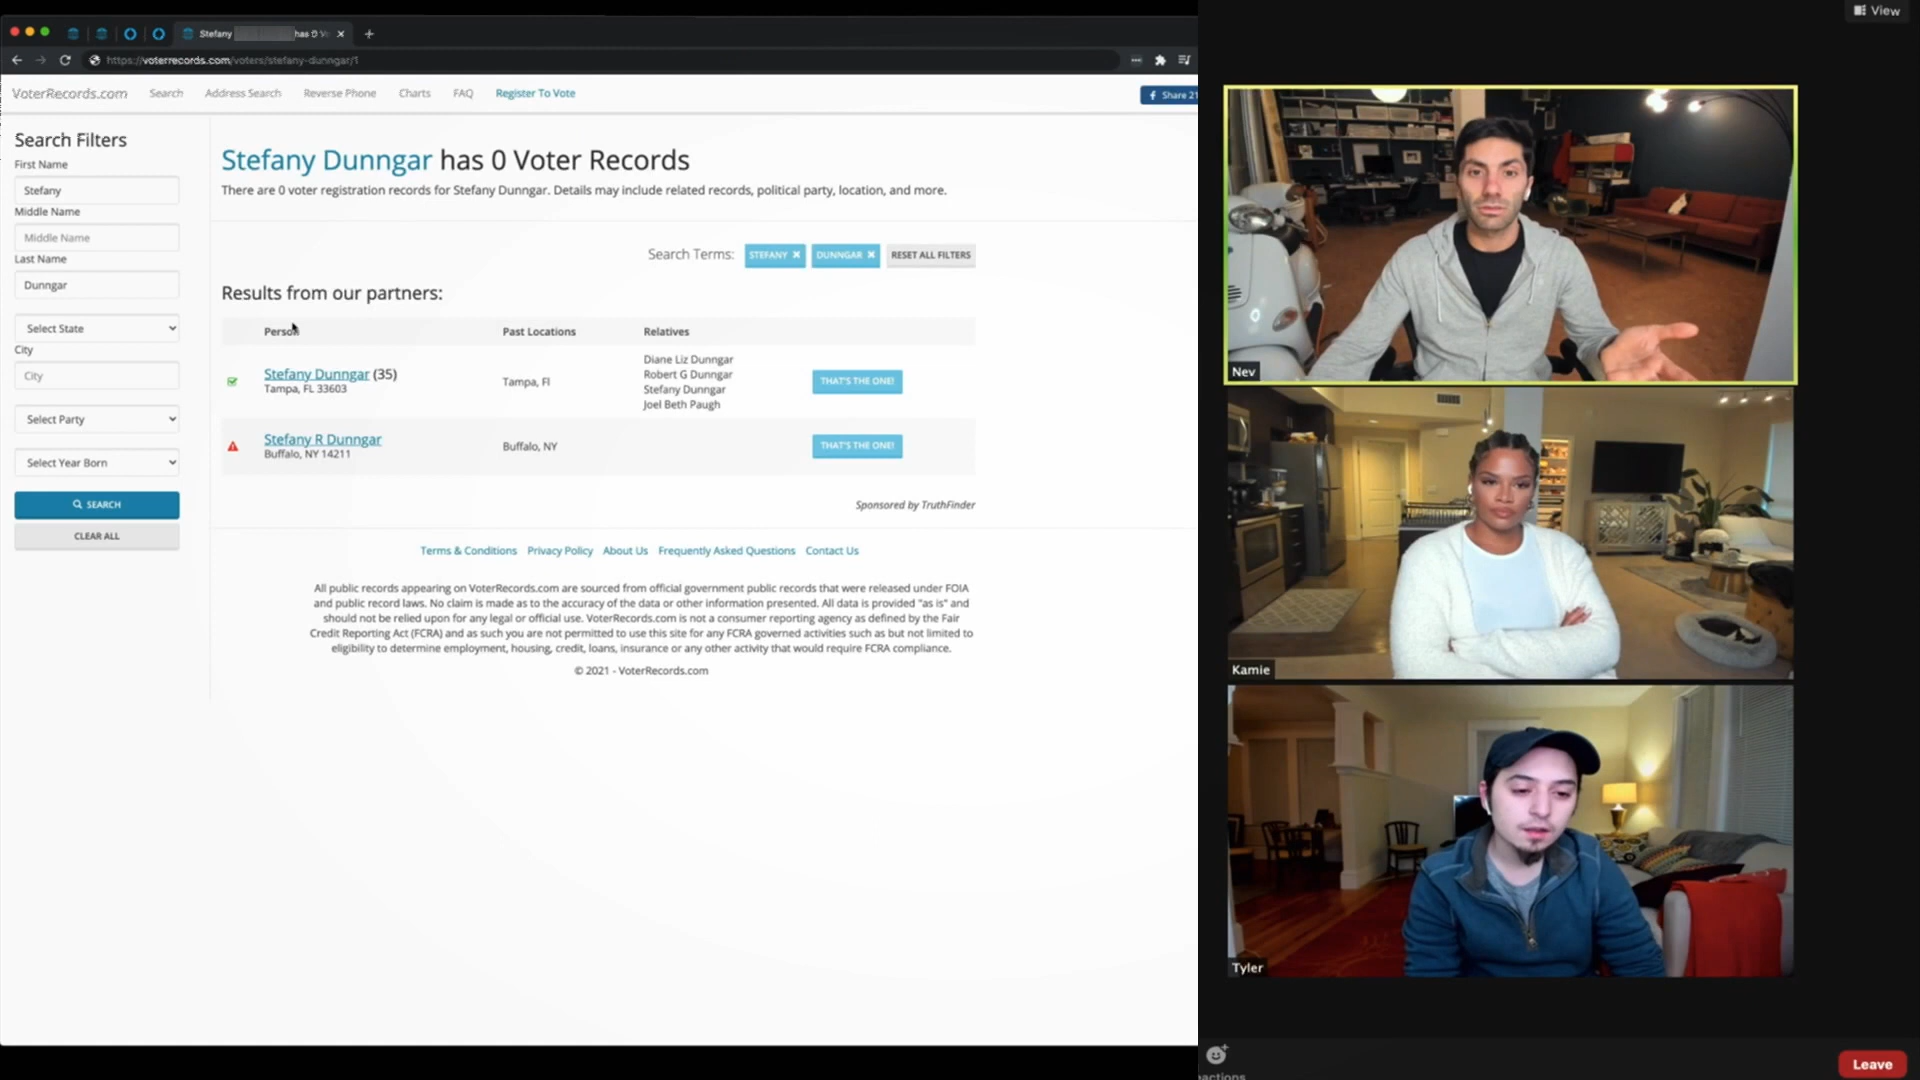 Stefany has 0 V
https://voterrecords.com/voters/stefany-dunngar/1
VoterRecords.com Search Address Search Reverse Phone Charts FAQ Register To Vote Share 21
Search Filters
First Name
Stefany
Middle Name
Middle Name
Last Name
Dunngar
Select State
City
City
Select Party
Select Year Born
SEARCH
CLEAR ALL
Stefany Dunngar has 0 Voter Records
There are 0 voter registration records for Stefany Dunngar. Details may include related records, political party, location, and more.
Search Terms: STEFANY DUNNGAR RESET ALL FILTERS
Results from our partners:
Person Past Locations Relatives
Stefany Dunngar (35)
Tampa, FL 33603
Tampa, Fl
Diane Liz Dunngar
Robert G Dunngar
Stefany Dunngar
Joel Beth Paugh
THAT'S THE ONE!
Stefany R Dunngar
Buffalo, NY 14211
Buffalo, NY
THAT'S THE ONE!
Sponsored by TruthFinder
Terms & Conditions Privacy Policy About Us Frequently Asked Questions Contact Us
All public records appearing on VoterRecords.com are sourced from official government public records that were released under FOIA
and public record laws. No claim is made as to the accuracy of the data or other information presented. All data is provided "as is" and
should not be relied upon for any legal or official use. VoterRecords.com is not a consumer reporting agency as defined by the Fair
Credit Reporting Act (FCRA) and as such you are not permitted to use this site for any FCRA governed activities such as but not limited to
eligibility to determine employment, housing, credit, loans, insurance or any other activity that would require FCRA compliance.
© 2021 - VoterRecords.com
View
Nev
Kamie
Tyler
eactions
Leave